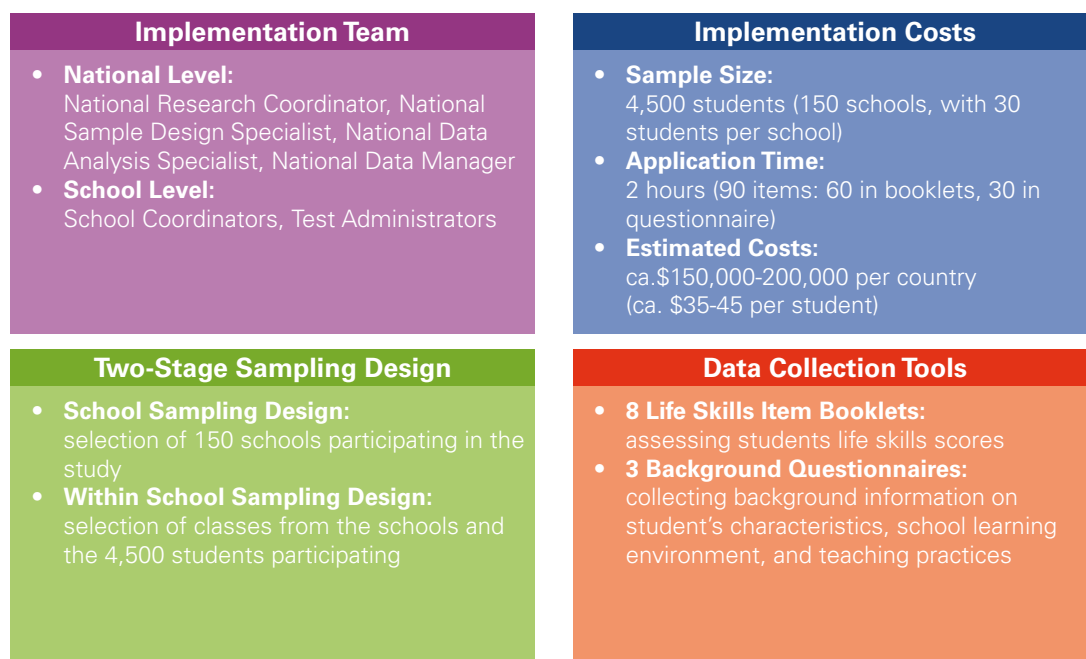 Implementation Team
• National Level:
National Research Coordinator, National
Sample Design Specialist, National Data
Analysis Specialist, National Data Manager
• School Level:
School Coordinators, Test Administrators
Implementation Costs
• Sample Size:
4,500 students (150 schools, with 30
students per school)
• Application Time:
2 hours (90 items: 60 in booklets, 30 in
questionnaire)
• Estimated Costs:
ca.$150,000-200,000 per country
(ca. $35-45 per student)
Two-Stage Sampling Design
• School Sampling Design:
selection of 150 schools participating in the
study
• Within School Sampling Design:
selection of classes from the schools and
the 4,500 students participating
Data Collection Tools
• 8 Life Skills Item Booklets:
assessing students life skills scores
• 3 Background Questionnaires:
collecting background information on
student’s characteristics, school learning
environment, and teaching practices